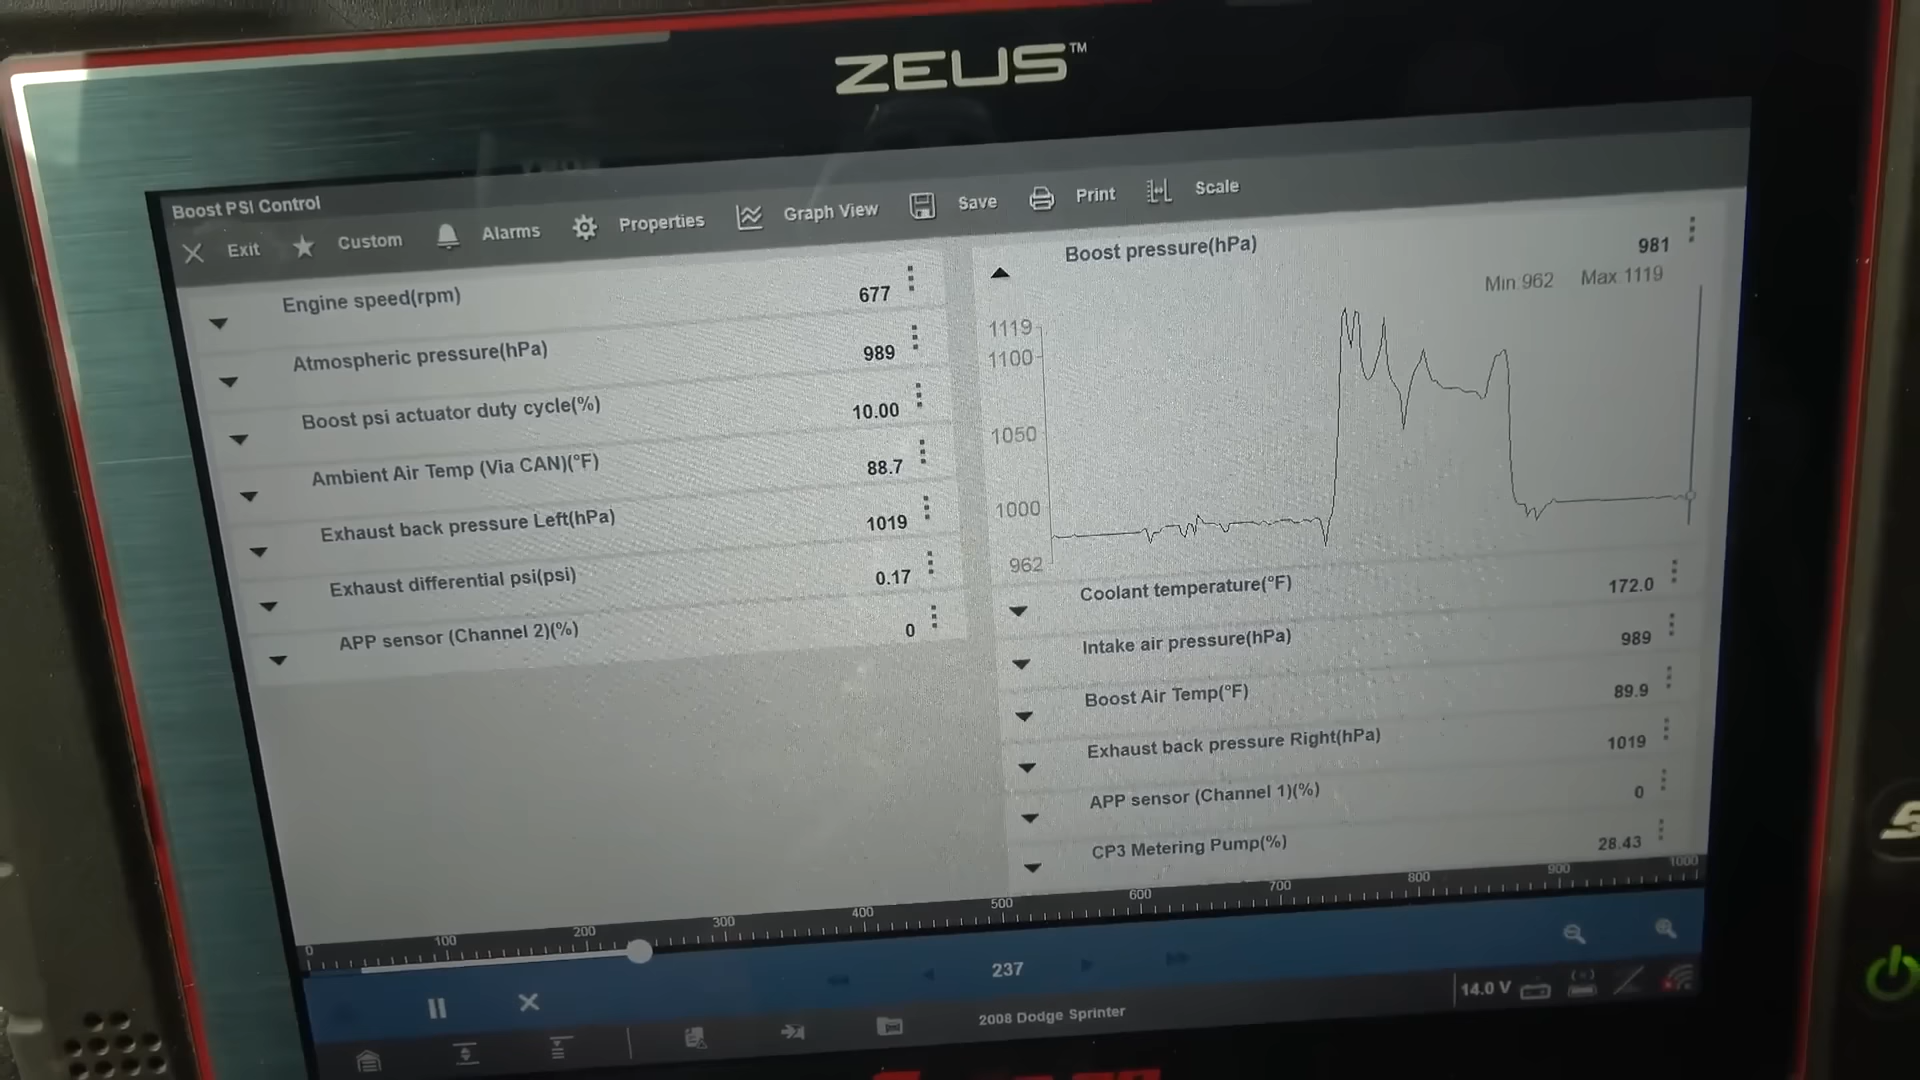 ZEUS™
Boost PSI Control
Exit Custom Alarms Properties Graph View Save Print Scale
Engine speed(rpm) 677
Atmospheric pressure(hPa) 989
Boost psi actuator duty cycle(%) 10.00
Ambient Air Temp (Via CAN)(°F) 88.7
Exhaust back pressure Left(hPa) 1019
Exhaust differential psi(psi) 0.17
APP sensor (Channel 2)(%) 0
Boost pressure(hPa) 981
Min 962 Max 1119
1119
1100
1050
1000
962
Coolant temperature(°F) 172.0
Intake air pressure(hPa) 989
Boost Air Temp(°F) 89.9
Exhaust back pressure Right(hPa) 1019
APP sensor (Channel 1)(%) 0
CP3 Metering Pump(%) 28.43
0 100 200 300 400 500 600 700 800 900 1000
237
14.0 V
2008 Dodge Sprinter